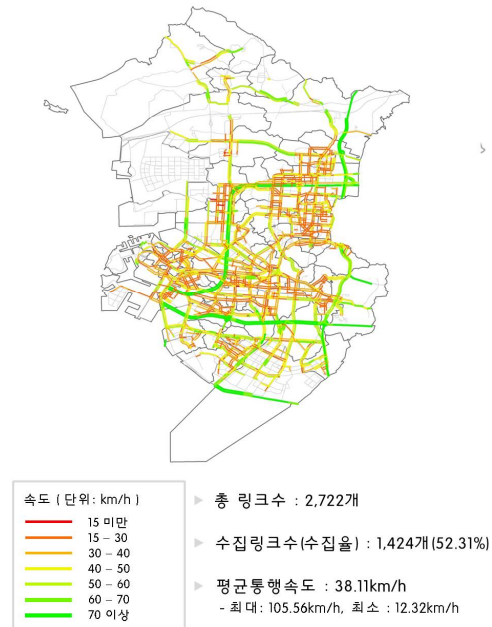 속도 ( 단위: km/h )
15 미만
15 – 30
30 – 40
40 – 50
50 – 60
60 – 70
70 이상
총 링크수 : 2,722개
수집링크수(수집율) : 1,424개(52.31%)
평균통행속도 : 38.11km/h
- 최대: 105.56km/h, 최소 : 12.32km/h